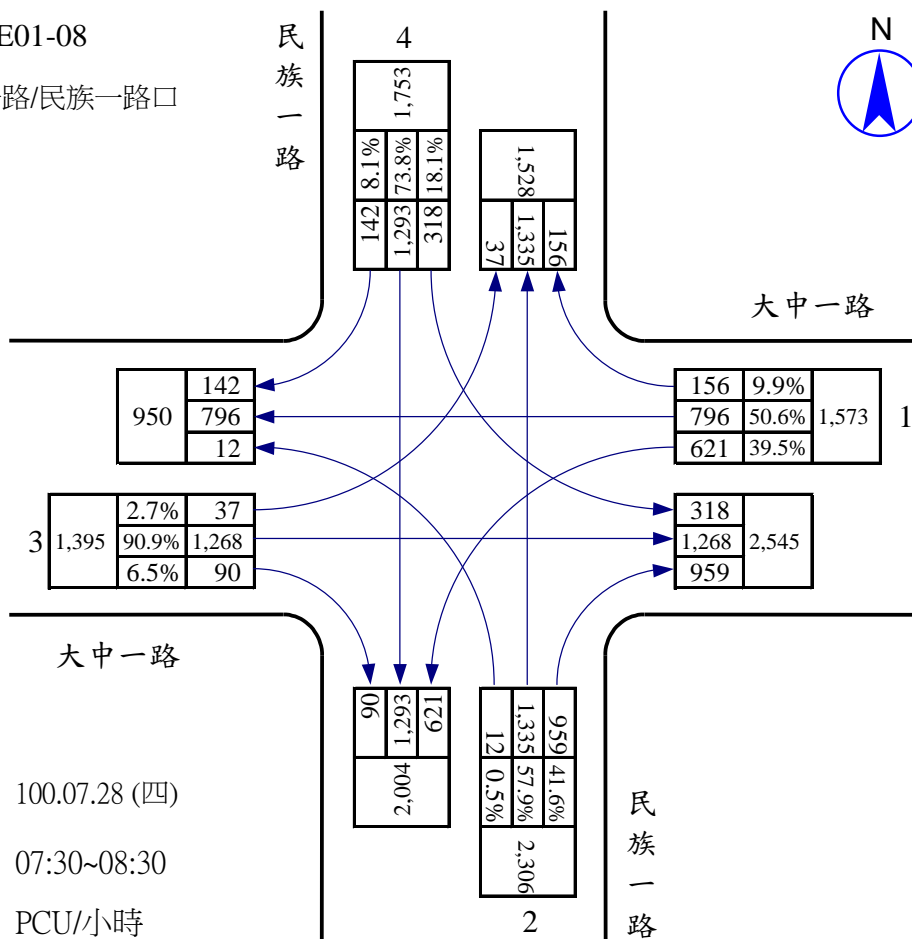 E01-08
路/民族一路口
民族一路
4
1,753
8.1% 73.8% 18.1%
142 1,293 318
1,528
37 1,335 156
N
大中一路
950
142
796
12
156 9.9%
796 50.6% 1,573
621 39.5%
1
3
1,395
2.7% 37
90.9% 1,268
6.5% 90
318
1,268 2,545
959
大中一路
90 1,293 621
2,004
12 1,335 959
0.5% 57.9% 41.6%
2,306
2
民族一路
100.07.28 (四)
07:30~08:30
PCU/小時